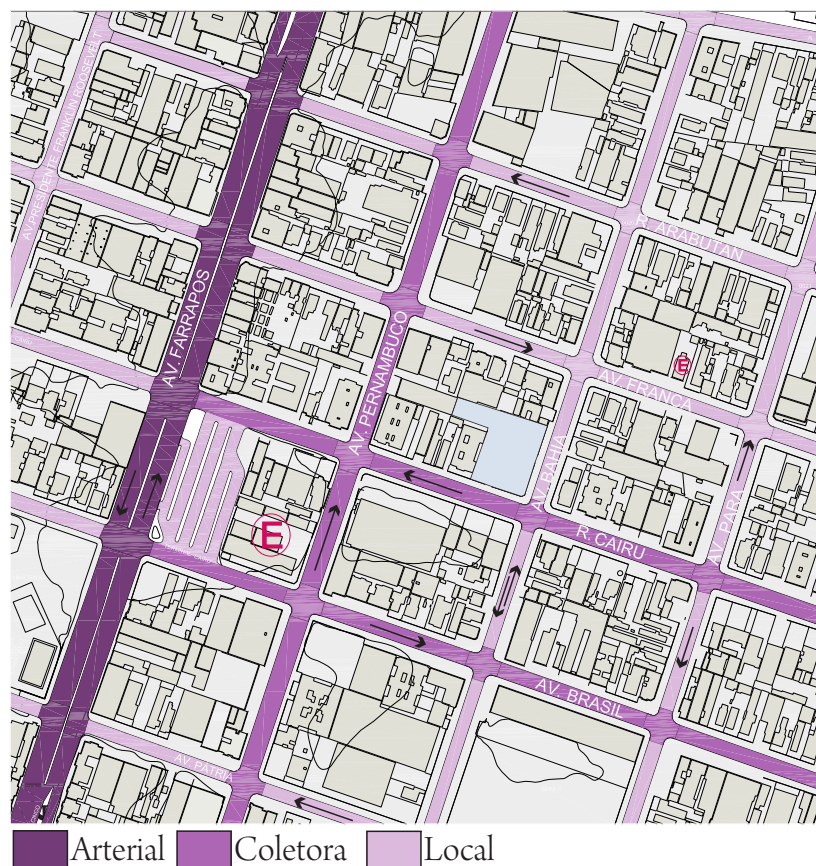 AV. PRESIDENTE FRANKLIN ROOSEVELT
R. ARABUTAN
AV. FARRAPOS
AV. PERNAMBUCO
E
AV. FRANÇA
AV. BAHIA
AV. PARÁ
E
R. CAIRU
AV. BRASIL
AV. PÁTRIA
Arterial
Coletora
Local